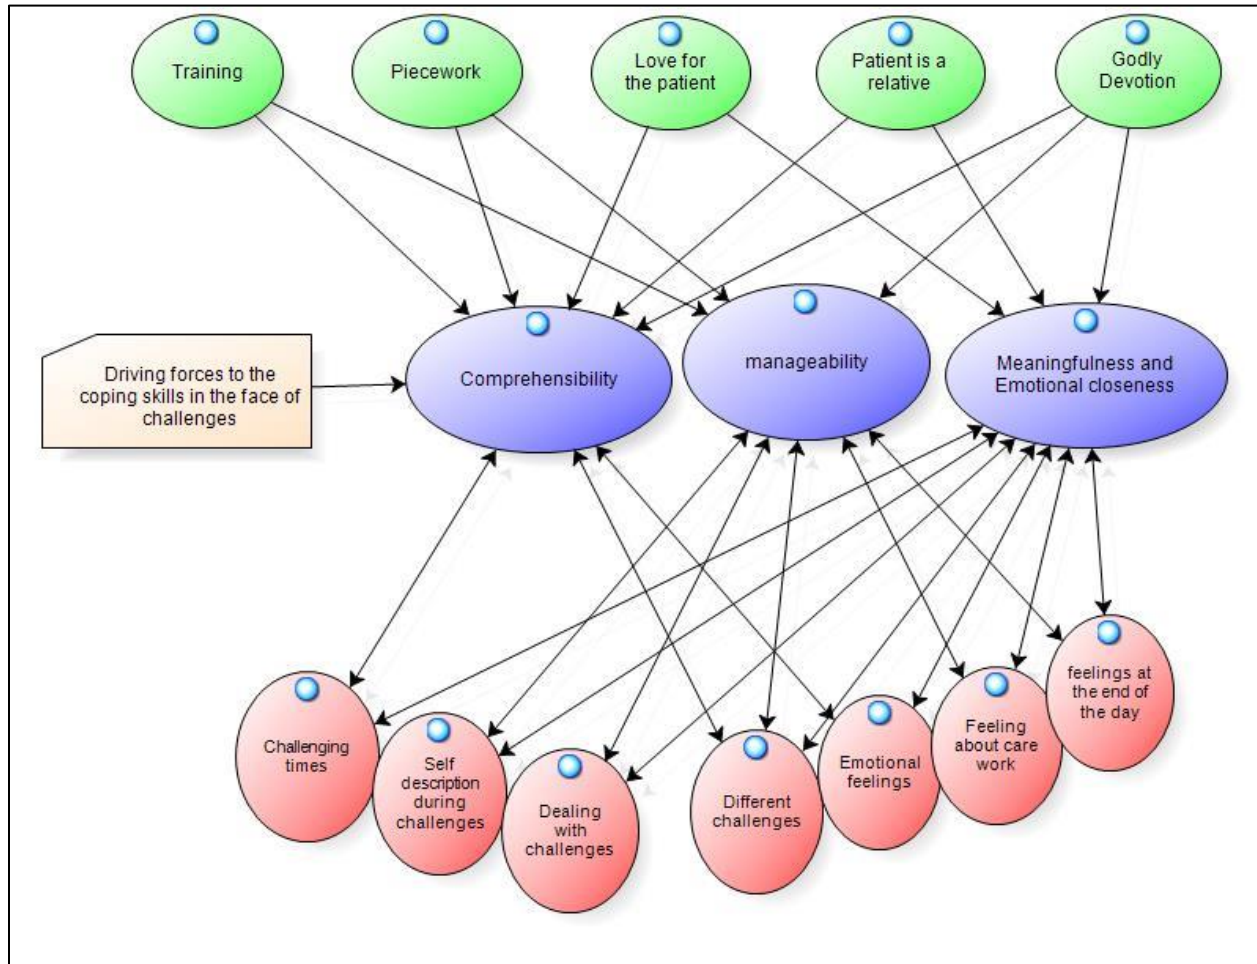 Training
Piecework
Love for
the patient
Patient is a
relative
Godly
Devotion
Driving forces to the
coping skills in the face of
challenges
Comprehensibility
manageability
Meaningfulness and
Emotional closeness
Challenging
times
Self
description
during
challenges
Dealing
with
challenges
Different
challenges
Emotional
feelings
Feeling
about care
work
feelings at
the end of
the day